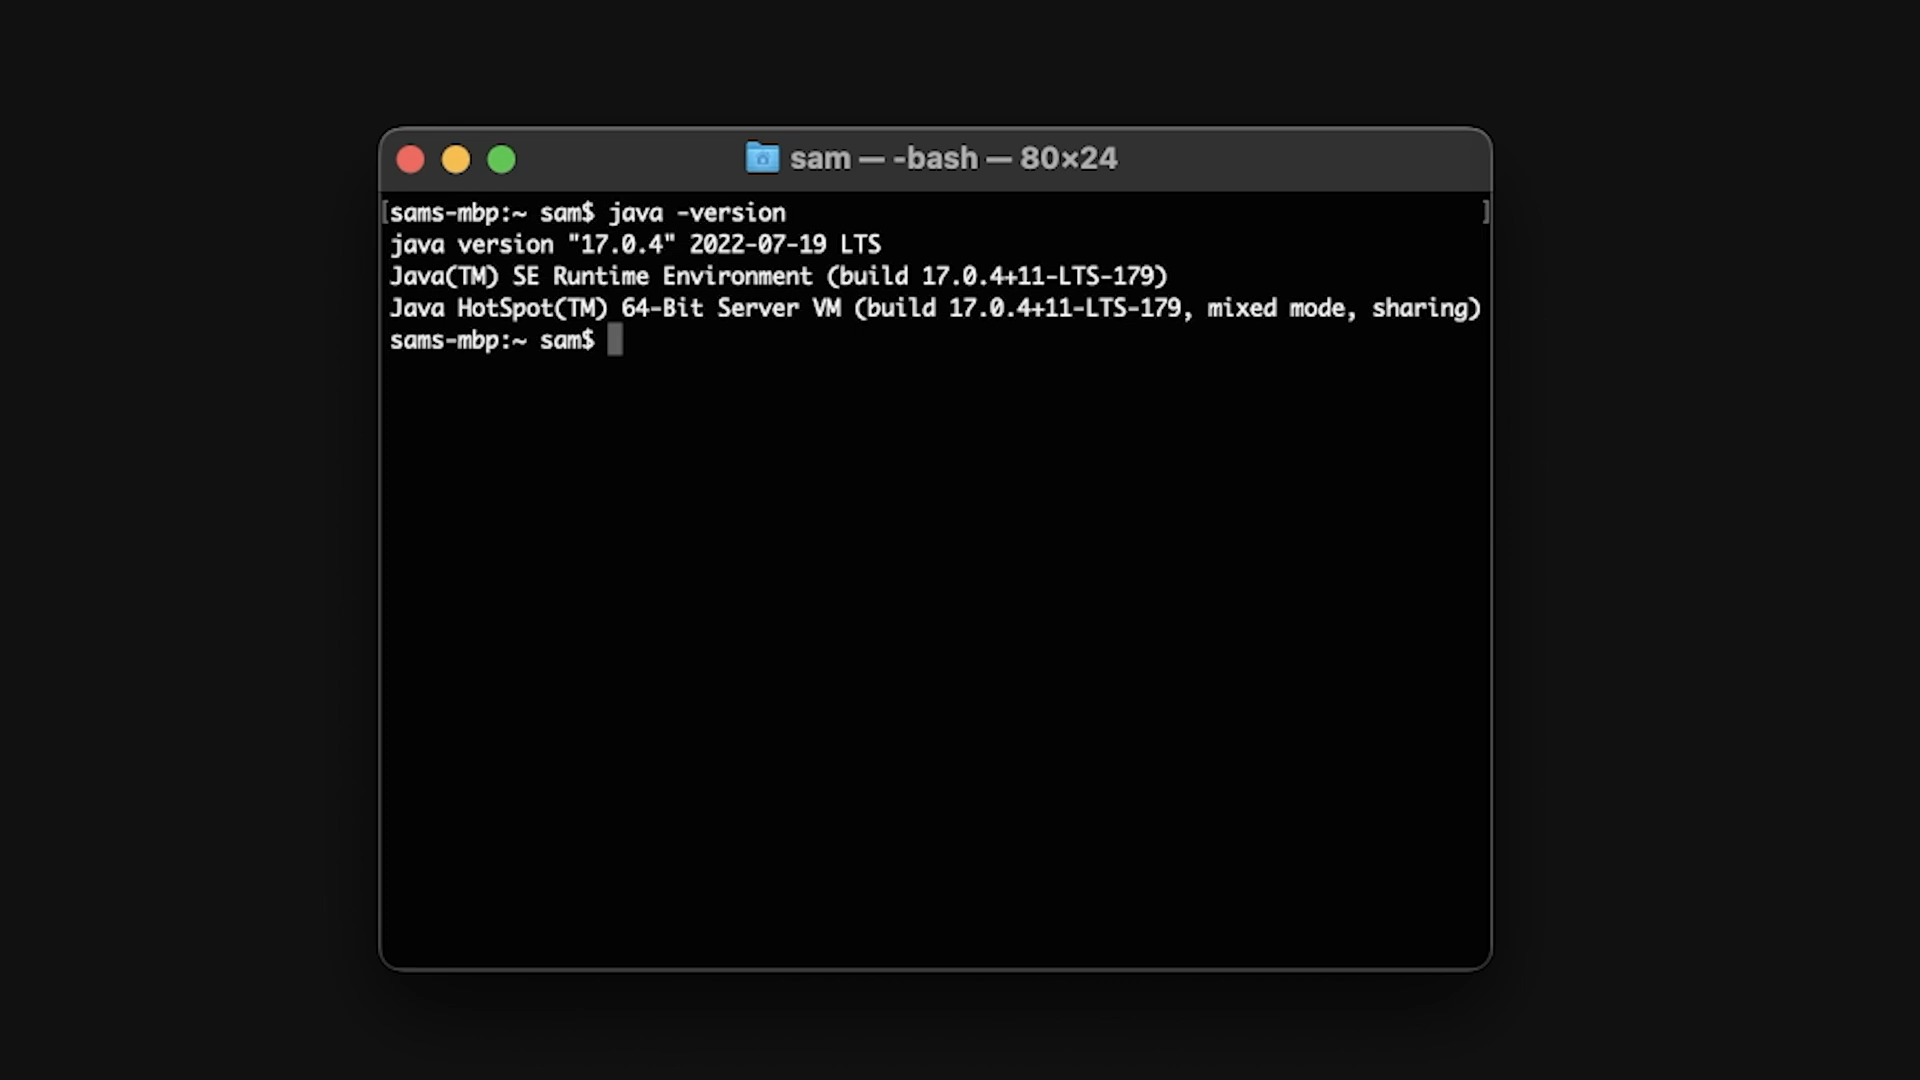 sam — -bash — 80×24
[sams-mbp:~ sam$ java -version ]
java version "17.0.4" 2022-07-19 LTS
Java(TM) SE Runtime Environment (build 17.0.4+11-LTS-179)
Java HotSpot(TM) 64-Bit Server VM (build 17.0.4+11-LTS-179, mixed mode, sharing)
sams-mbp:~ sam$